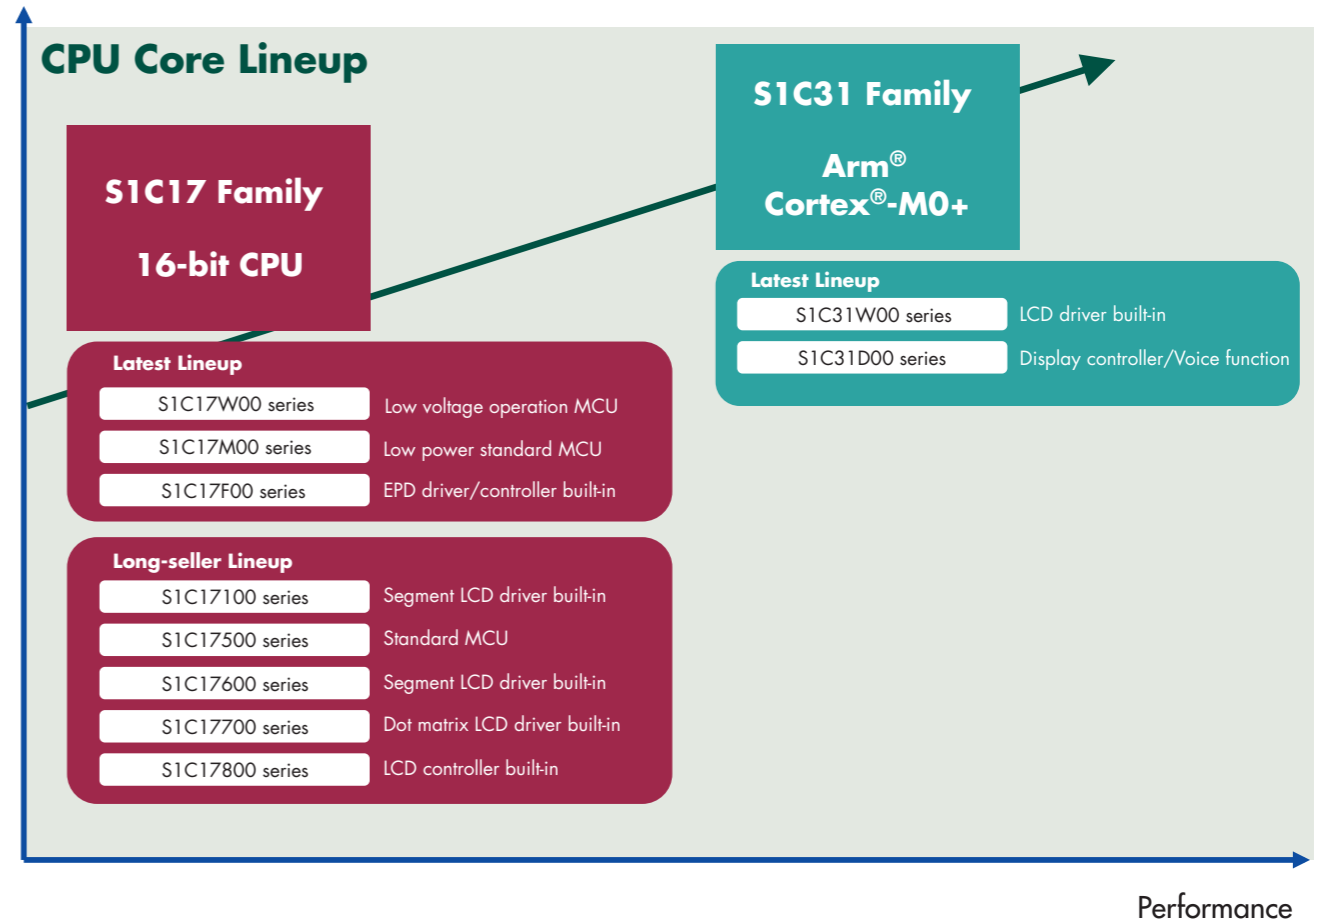 CPU Core Lineup
S1C17 Family
16-bit CPU
Latest Lineup
S1C17W00 series Low voltage operation MCU
S1C17M00 series Low power standard MCU
S1C17F00 series EPD driver/controller built-in
Long-seller Lineup
S1C17100 series Segment LCD driver built-in
S1C17500 series Standard MCU
S1C17600 series Segment LCD driver built-in
S1C17700 series Dot matrix LCD driver built-in
S1C17800 series LCD controller built-in
S1C31 Family
Arm®
Cortex®-M0+
Latest Lineup
S1C31W00 series LCD driver built-in
S1C31D00 series Display controller/Voice function
Performance